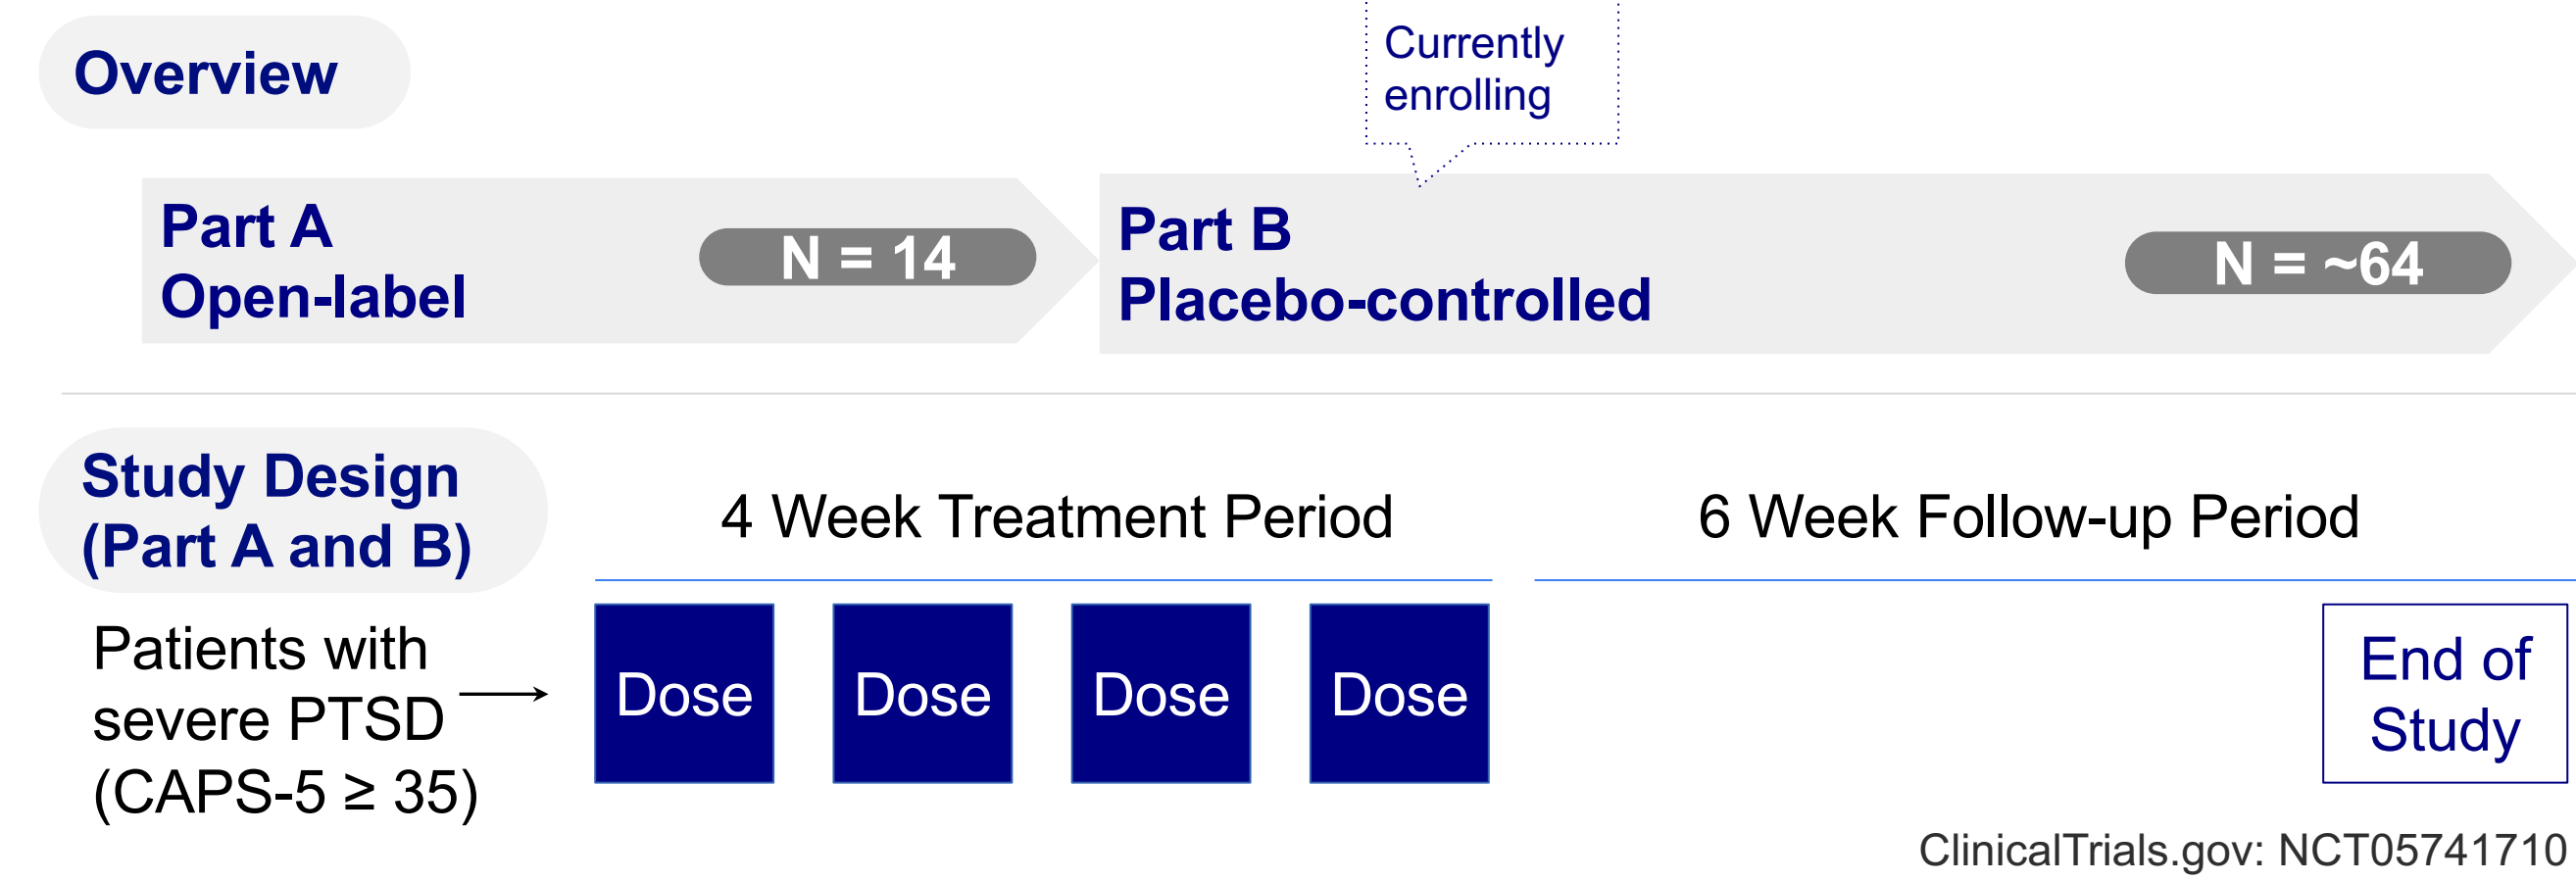 Overview
Currently
enrolling
Part A
Open-label
N = 14
Part B
Placebo-controlled
N = ~64
Study Design
(Part A and B)
4 Week Treatment Period
6 Week Follow-up Period
Patients with
severe PTSD
(CAPS-5 ≥ 35)
Dose
Dose
Dose
Dose
End of
Study
ClinicalTrials.gov: NCT05741710